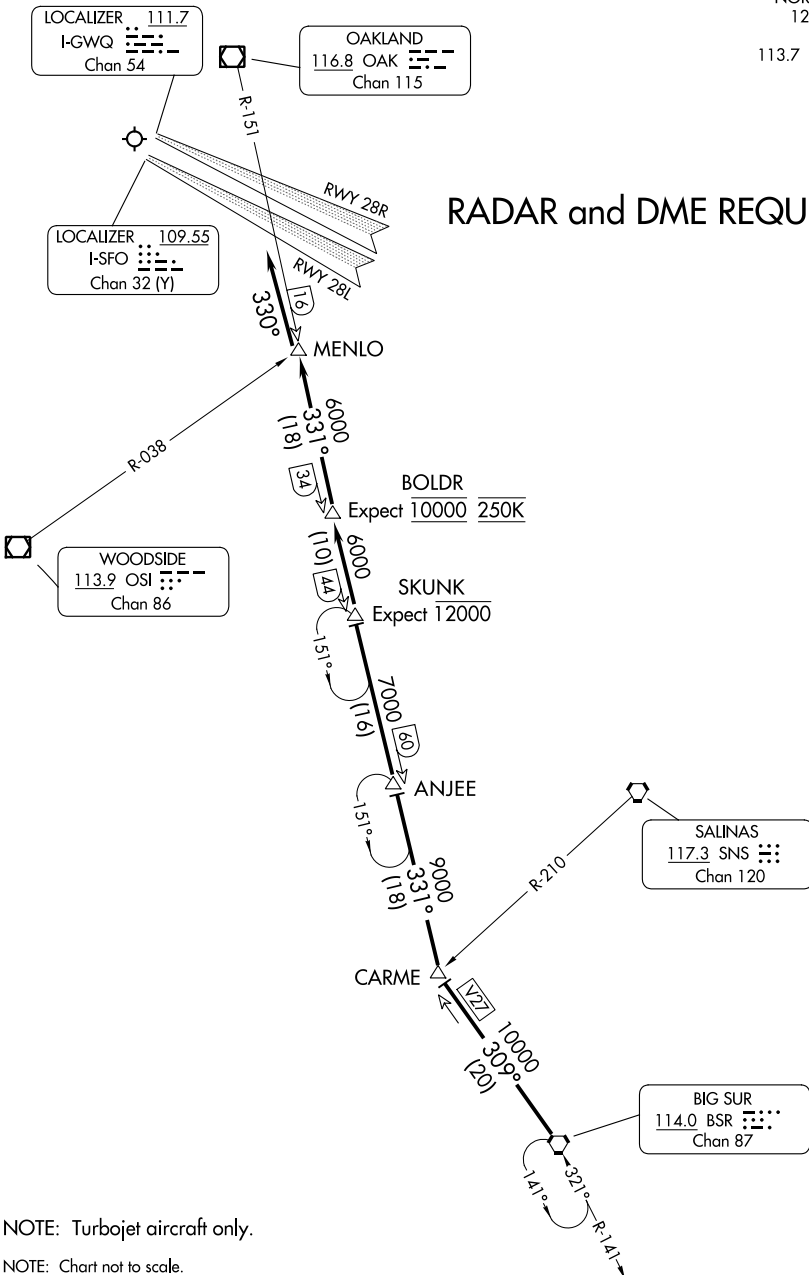 NOR
12
113.7
LOCALIZER 111.7
I-GWQ
Chan 54
OAKLAND
116.8 OAK
Chan 115
R-151
RWY 28R
RWY 28L
RADAR and DME REQU
LOCALIZER 109.55
I-SFO
Chan 32 (Y)
330°
16
MENLO
R-038
6000
331°
(18)
34
BOLDR
Expect 10000 250K
WOODSIDE
113.9 OSI
Chan 86
6000
(10)
44
SKUNK
Expect 12000
151°
7000
(16)
60
ANJEE
151°
9000
331°
(18)
SALINAS
117.3 SNS
Chan 120
R-210
CARME
V27
10000
309°
(20)
BIG SUR
114.0 BSR
Chan 87
141°
321°
R-141
NOTE: Turbojet aircraft only.
NOTE: Chart not to scale.